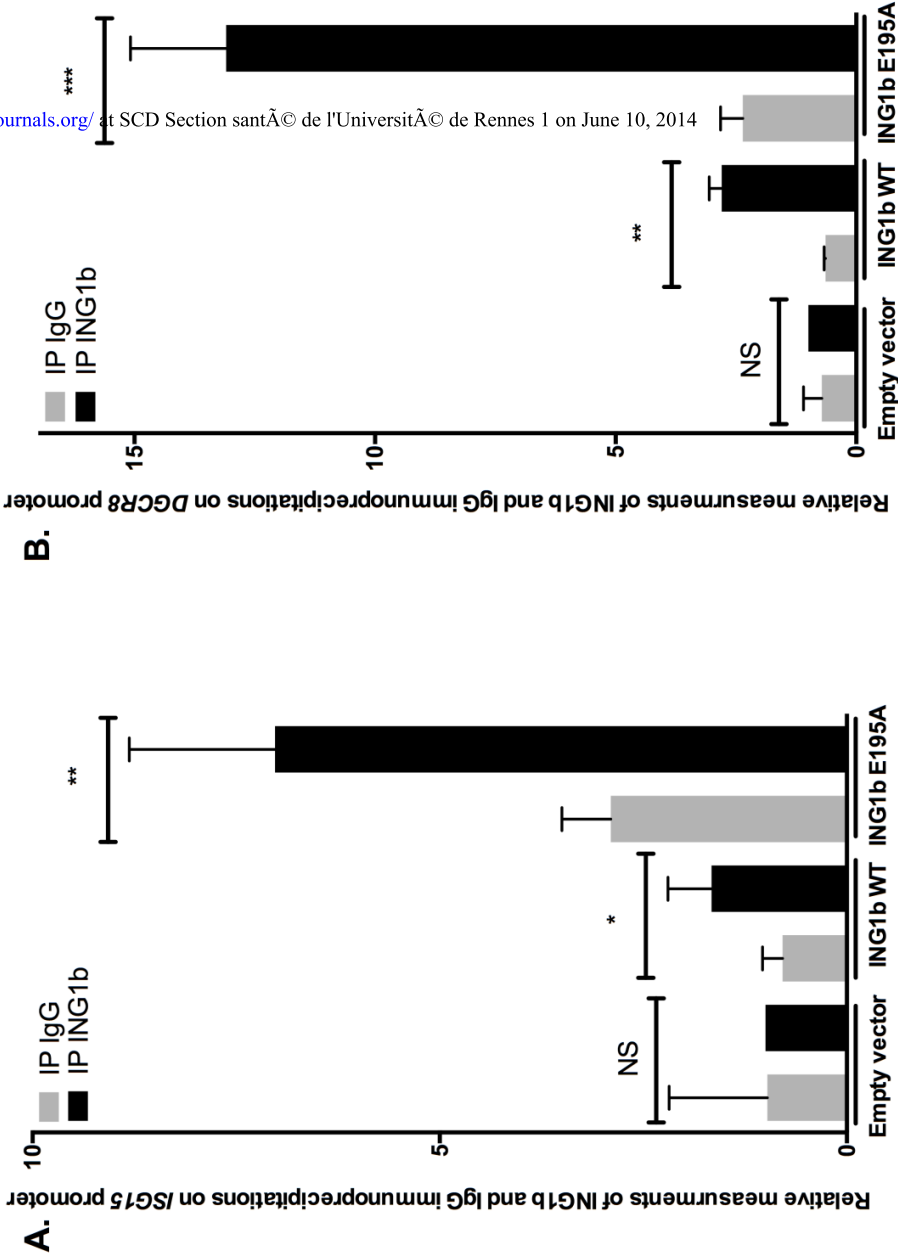 A.
Relative measurments of ING1b and IgG immunoprecipitations on ISG15 promoter
10
5
0
IP IgG
IP ING1b
NS
*
**
Empty vector
ING1b WT
ING1b E195A
B.
Relative measurments of ING1b and IgG immunoprecipitations on DGCR8 promoter
15
10
5
0
IP IgG
IP ING1b
NS
**
***
Empty vector
ING1b WT
ING1b E195A
ournals.org/ at SCD Section santÃ© de l'UniversitÃ© de Rennes 1 on June 10, 2014